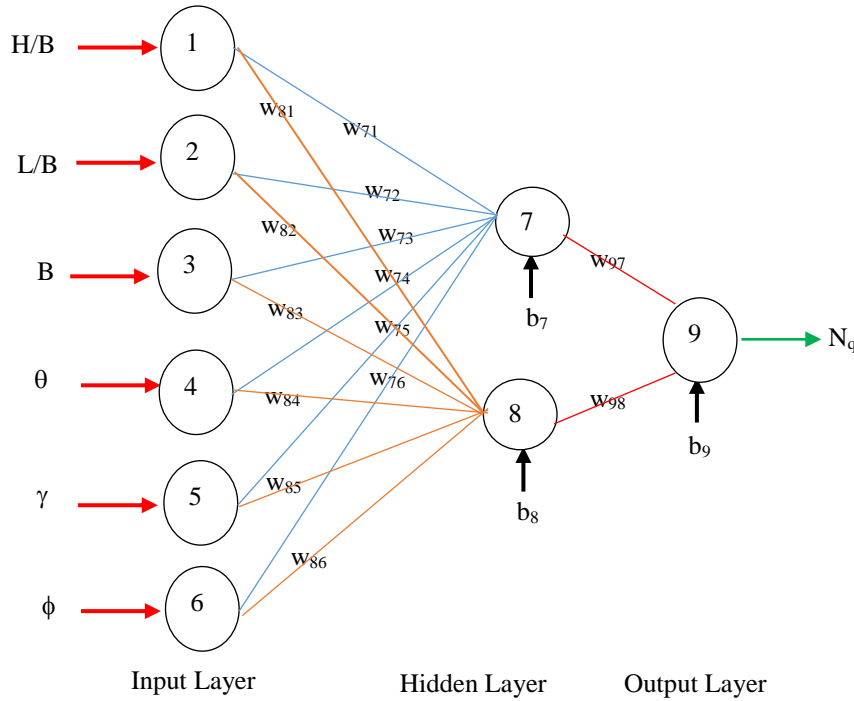 H/B
1
w₈₁
w₇₁
L/B
2
w₇₂
w₈₂
7
w₇₃
B
3
w₇₄
w₉₇
w₈₃
b₇
w₇₅
9
N_q
w₇₆
θ
4
w₈₄
w₉₈
8
b₉
γ
5
w₈₅
b₈
w₈₆
ϕ
6
Input Layer
Hidden Layer
Output Layer